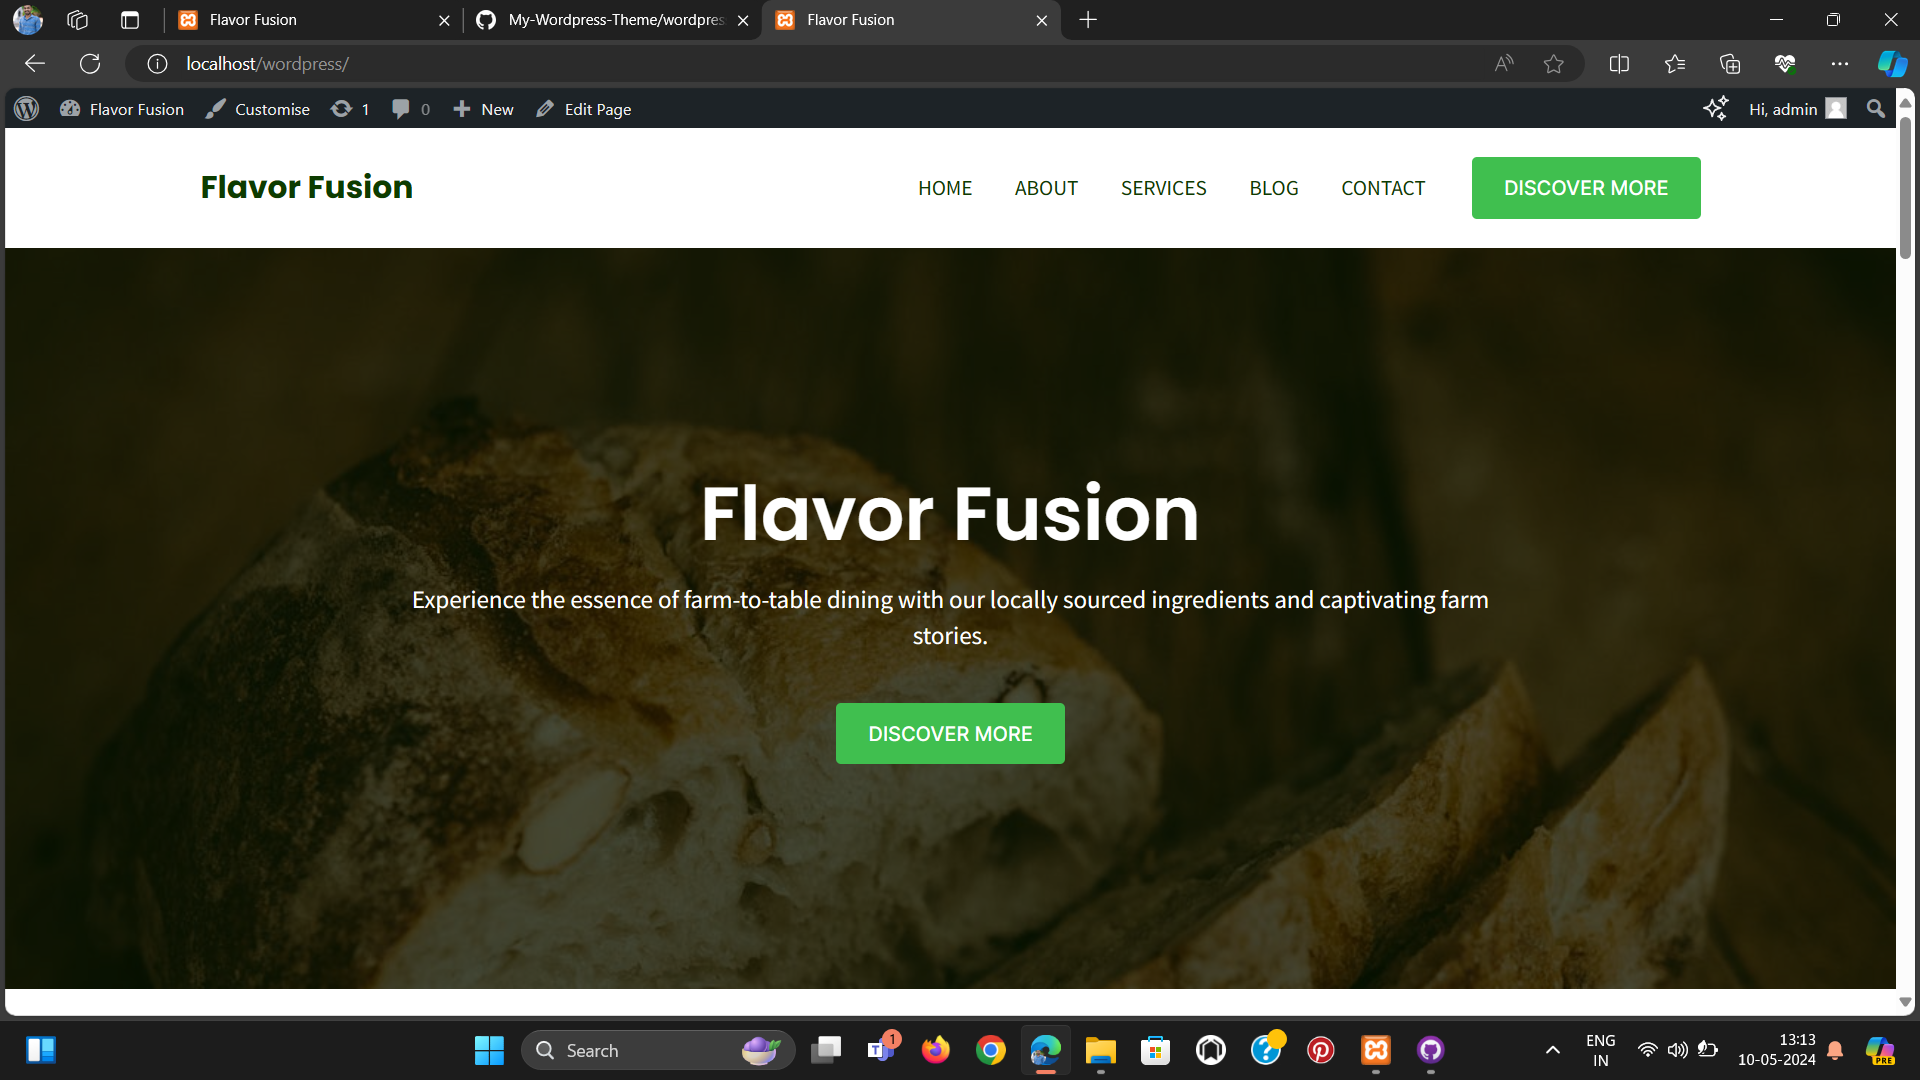 Flavor Fusion
My-Wordpress-Theme/wordpres
Flavor Fusion
localhost/wordpress/
Flavor Fusion
Customise
1
0
New
Edit Page
Hi, admin
Flavor Fusion
HOME
ABOUT
SERVICES
BLOG
CONTACT
DISCOVER MORE
Flavor Fusion
Experience the essence of farm-to-table dining with our locally sourced ingredients and captivating farm
stories.
DISCOVER MORE
Search
1
ENG
IN
13:13
10-05-2024
PRE